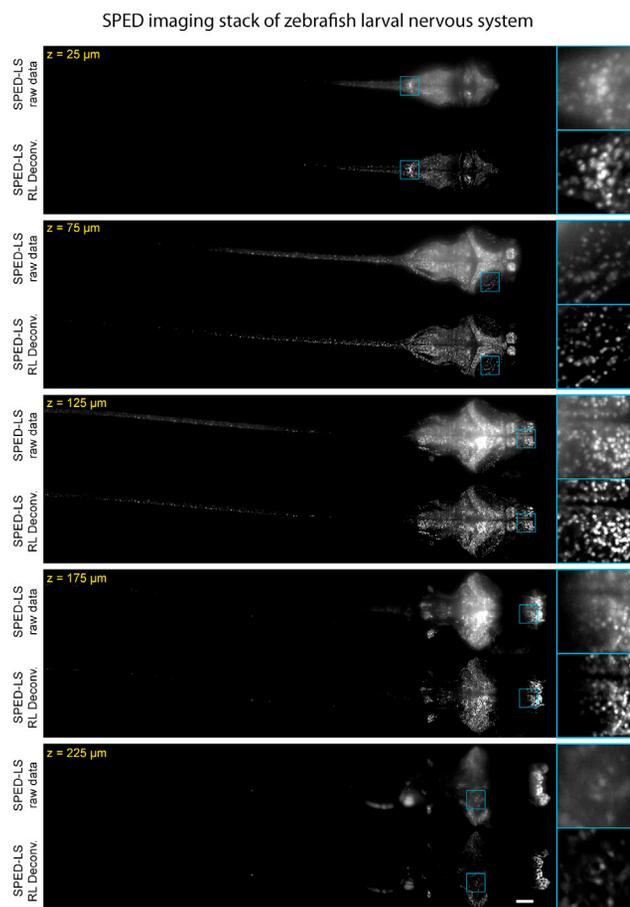 SPED imaging stack of zebrafish larval nervous system
z = 25 μm
SPED-LS
raw data
SPED-LS
RL Deconv.
z = 75 μm
SPED-LS
raw data
SPED-LS
RL Deconv.
z = 125 μm
SPED-LS
raw data
SPED-LS
RL Deconv.
z = 175 μm
SPED-LS
raw data
SPED-LS
RL Deconv.
z = 225 μm
SPED-LS
raw data
SPED-LS
RL Deconv.